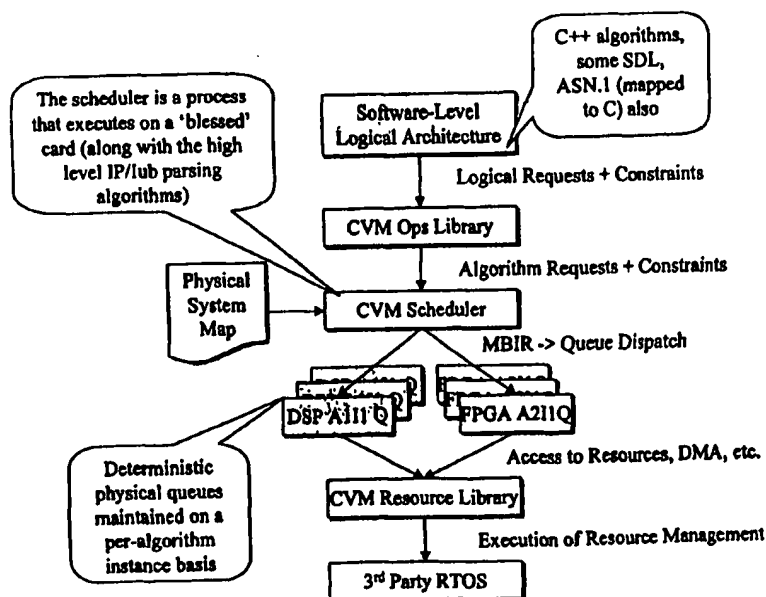 C++ algorithms,
some SDL,
ASN.1 (mapped
to C) also
The scheduler is a process
that executes on a 'blessed'
card (along with the high
level IP/Iub parsing
algorithms)
Software-Level
Logical Architecture
Logical Requests + Constraints
CVM Ops Library
Algorithm Requests + Constraints
Physical
System
Map
CVM Scheduler
MBIR -> Queue Dispatch
DSP A1I1Q
FPGA A2I1Q
Access to Resources, DMA, etc.
Deterministic
physical queues
maintained on a
per-algorithm
instance basis
CVM Resource Library
Execution of Resource Management
3rd Party RTOS